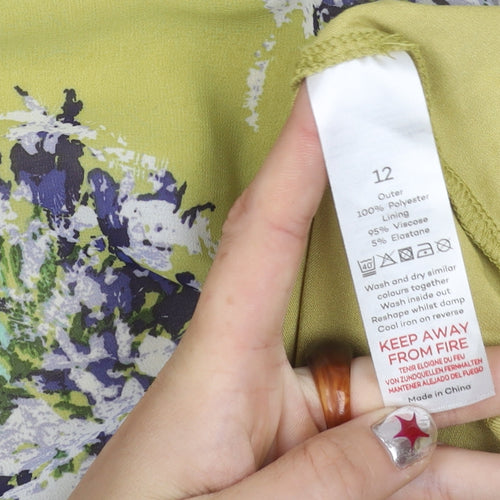 12
Outer
100% Polyester
Lining
95% Viscose
5% Elastane
40
Wash and dry similar
colours together
Wash inside out
Reshape whilst damp
Cool iron on reverse
KEEP AWAY
FROM FIRE
TENIR ELOIGNE DU FEU
VON ZUNDQUELLEN FERNHALTEN
MANTENER ALEJADO DEL FUEGO
Made in China